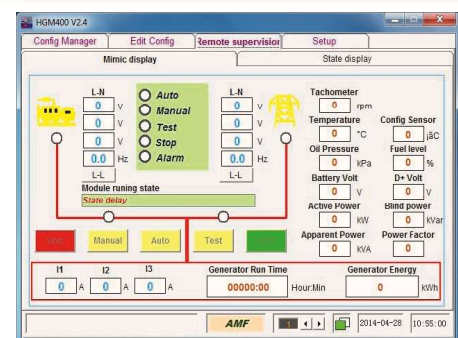 HGM400 V2.4
Config Manager Edit Config Remote supervision Setup
Mimic display State display
L-N L-N
0 V 0 V
0 V 0 V
0 V 0 V
0.0 Hz 0.0 Hz
L-L L-L
Auto
Manual
Test
Stop
Alarm
Tachometer
0 rpm
Temperature Config Sensor
0 °C 0 ¡ãC
Oil Pressure Fuel level
0 kPa 0 %
Battery Volt D+ Volt
0 V 0 V
Active Power Blind power
0 kW 0 kVar
Apparent Power Power Factor
0 kVA 0
Module runing state
State delay
Manual Auto Test
I1 I2 I3 Generator Run Time Generator Energy
0 A 0 A 0 A 00000:00 Hour:Min 0 kWh
AMF 1 2014-04-28 10:55:00